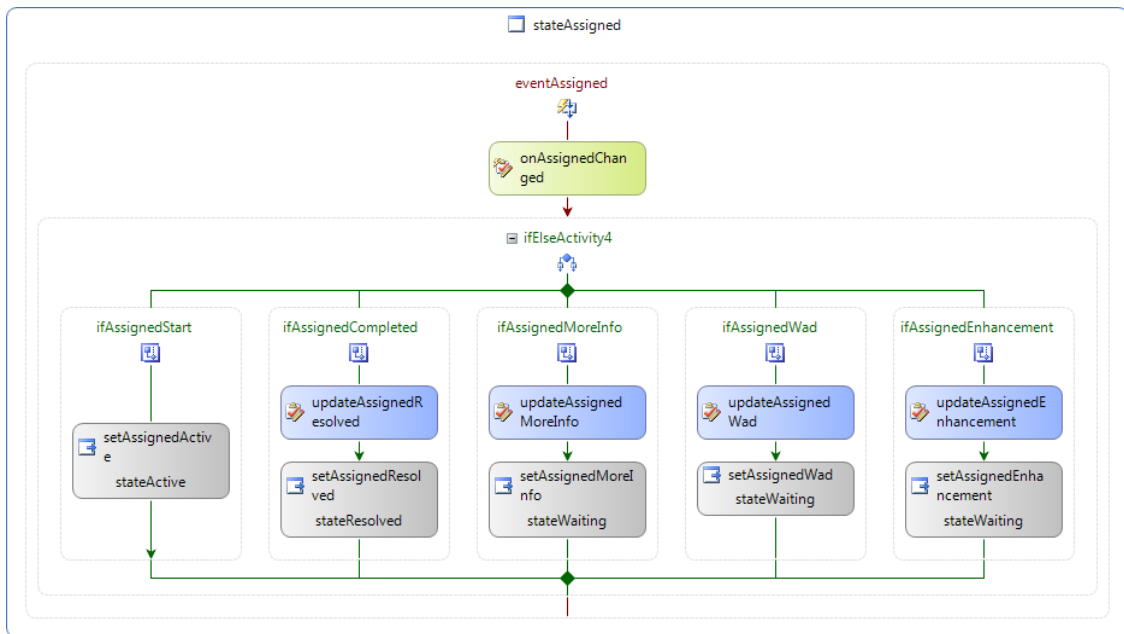 stateAssigned
eventAssigned
onAssignedChan
ged
ifElseActivity4
ifAssignedStart
ifAssignedCompleted
ifAssignedMoreInfo
ifAssignedWad
ifAssignedEnhancement
updateAssignedR
esolved
updateAssigned
MoreInfo
updateAssigned
Wad
updateAssignedE
nhancement
setAssignedActiv
e
stateActive
setAssignedResol
ved
stateResolved
setAssignedMoreI
nfo
stateWaiting
setAssignedWad
stateWaiting
setAssignedEnha
ncement
stateWaiting